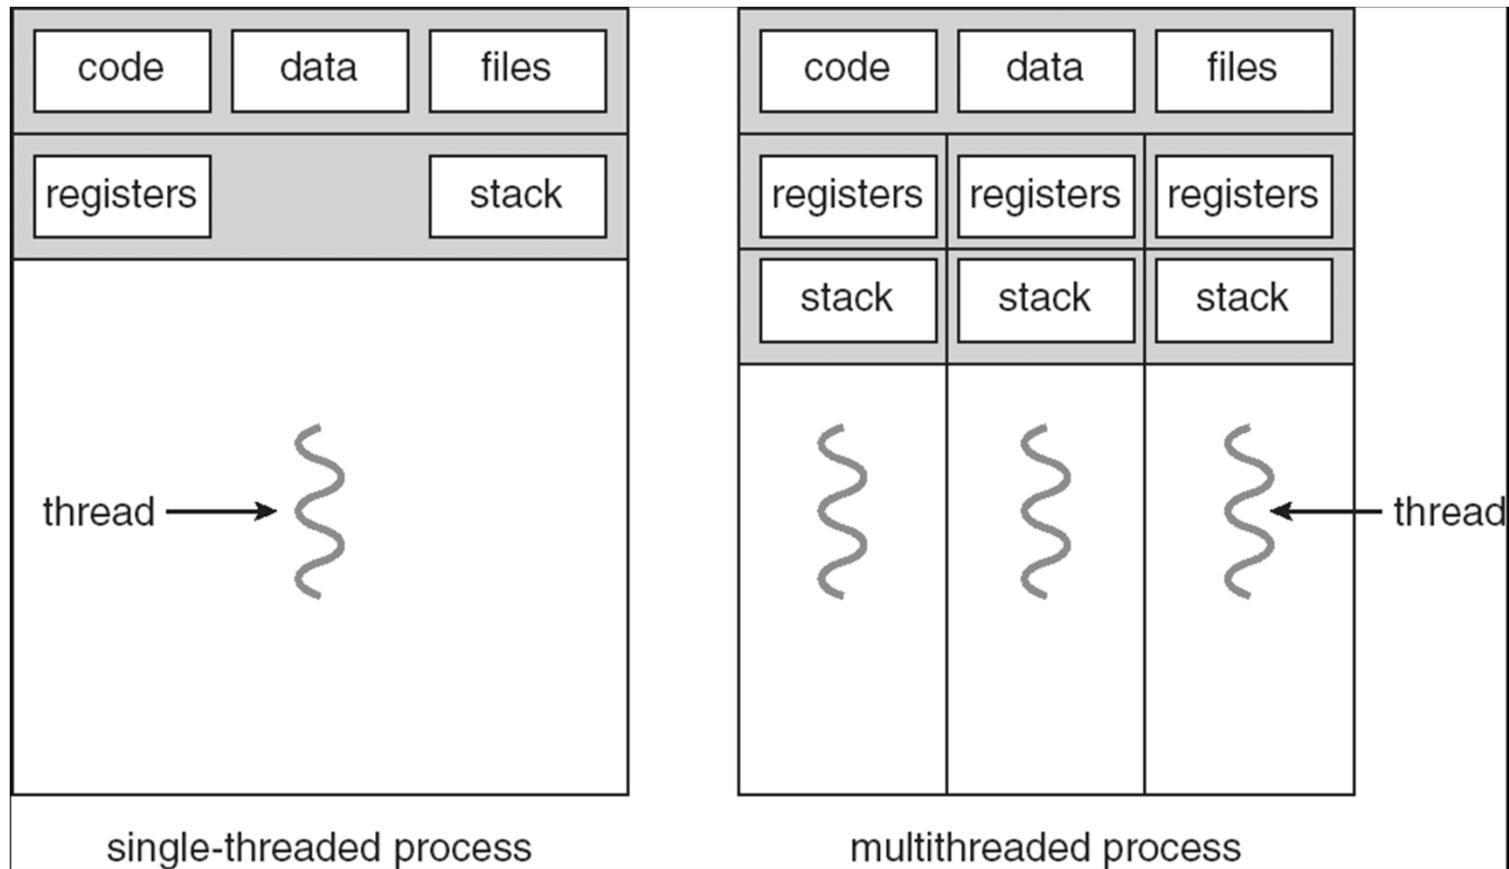 code data files
registers stack
thread
single-threaded process
code data files
registers registers registers
stack stack stack
thread
multithreaded process